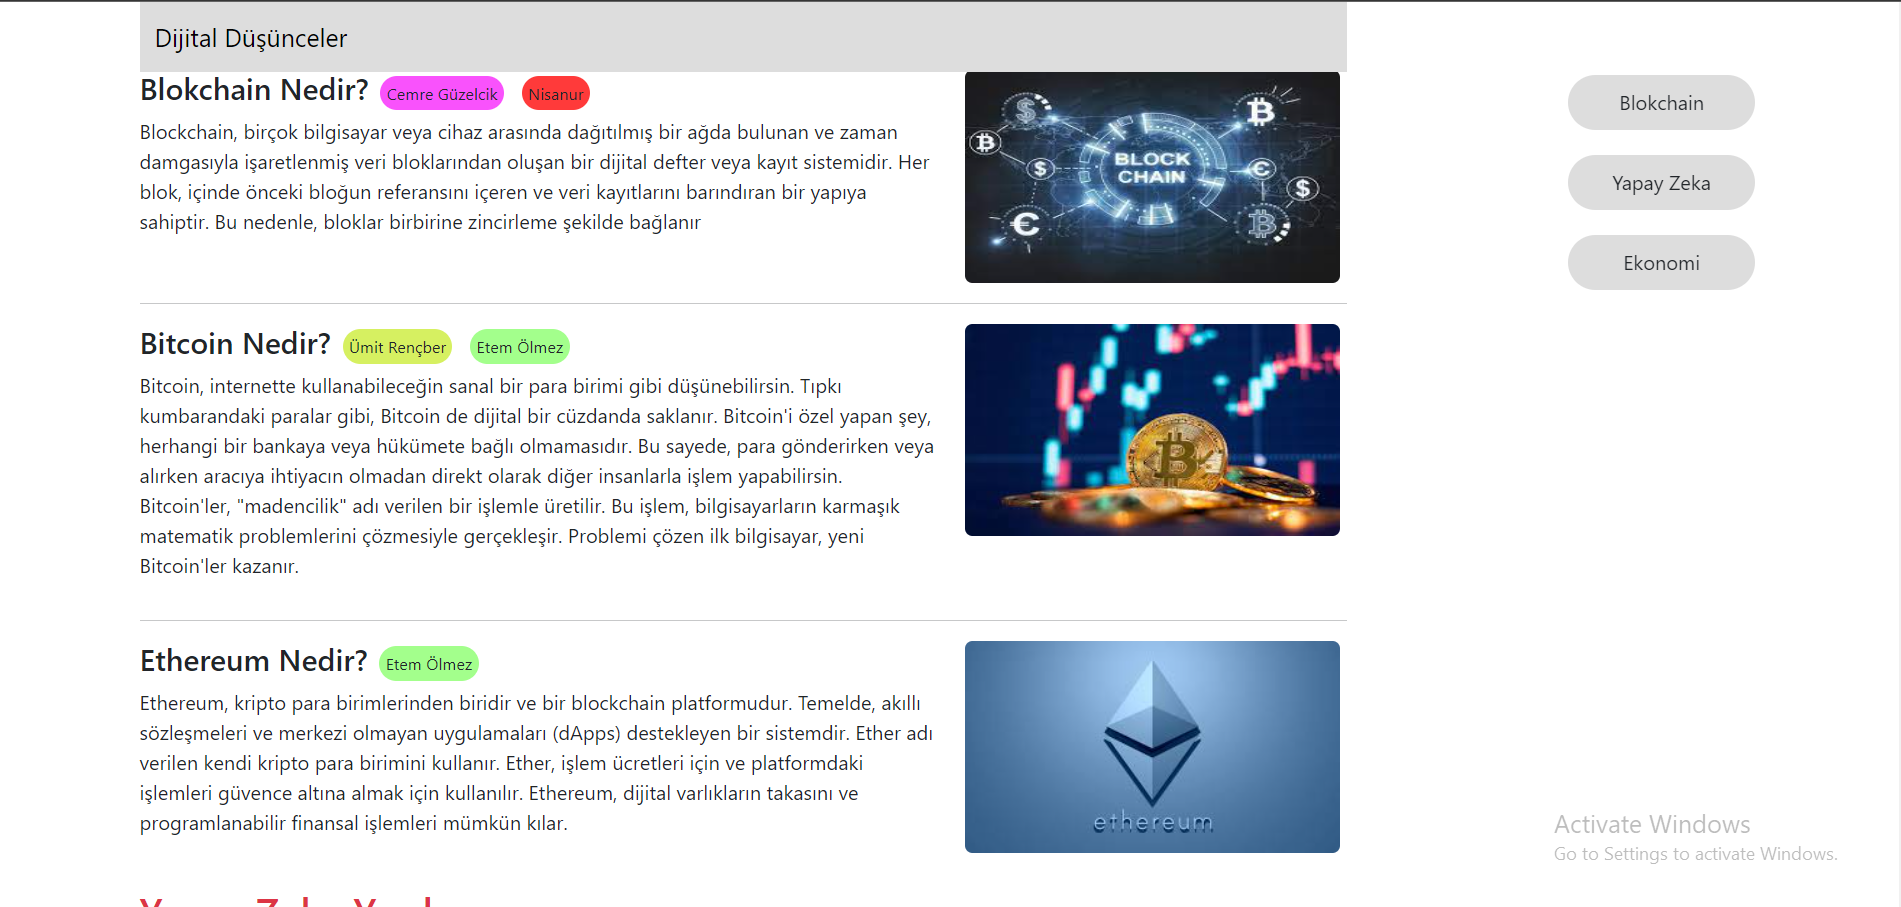 Dijital Düşünceler
Blokchain Nedir? Cemre Güzelcik Nisanur
Blockchain, birçok bilgisayar veya cihaz arasında dağıtılmış bir ağda bulunan ve zaman
damgasıyla işaretlenmiş veri bloklarından oluşan bir dijital defter veya kayıt sistemidir. Her
blok, içinde önceki bloğun referansını içeren ve veri kayıtlarını barındıran bir yapıya
sahiptir. Bu nedenle, bloklar birbirine zincirleme şekilde bağlanır
BLOCK
CHAIN
Bitcoin Nedir? Ümit Rençber Etem Ölmez
Bitcoin, internette kullanabileceğin sanal bir para birimi gibi düşünebilirsin. Tıpkı
kumbarandaki paralar gibi, Bitcoin de dijital bir cüzdanda saklanır. Bitcoin'i özel yapan şey,
herhangi bir bankaya veya hükümete bağlı olmamasıdır. Bu sayede, para gönderirken veya
alırken aracıya ihtiyacın olmadan direkt olarak diğer insanlarla işlem yapabilirsin.
Bitcoin'ler, "madencilik" adı verilen bir işlemle üretilir. Bu işlem, bilgisayarların karmaşık
matematik problemlerini çözmesiyle gerçekleşir. Problemi çözen ilk bilgisayar, yeni
Bitcoin'ler kazanır.
Ethereum Nedir? Etem Ölmez
Ethereum, kripto para birimlerinden biridir ve bir blockchain platformudur. Temelde, akıllı
sözleşmeleri ve merkezi olmayan uygulamaları (dApps) destekleyen bir sistemdir. Ether adı
verilen kendi kripto para birimini kullanır. Ether, işlem ücretleri için ve platformdaki
işlemleri güvence altına almak için kullanılır. Ethereum, dijital varlıkların takasını ve
programlanabilir finansal işlemleri mümkün kılar.
ethereum
Blokchain
Yapay Zeka
Ekonomi
Activate Windows
Go to Settings to activate Windows.